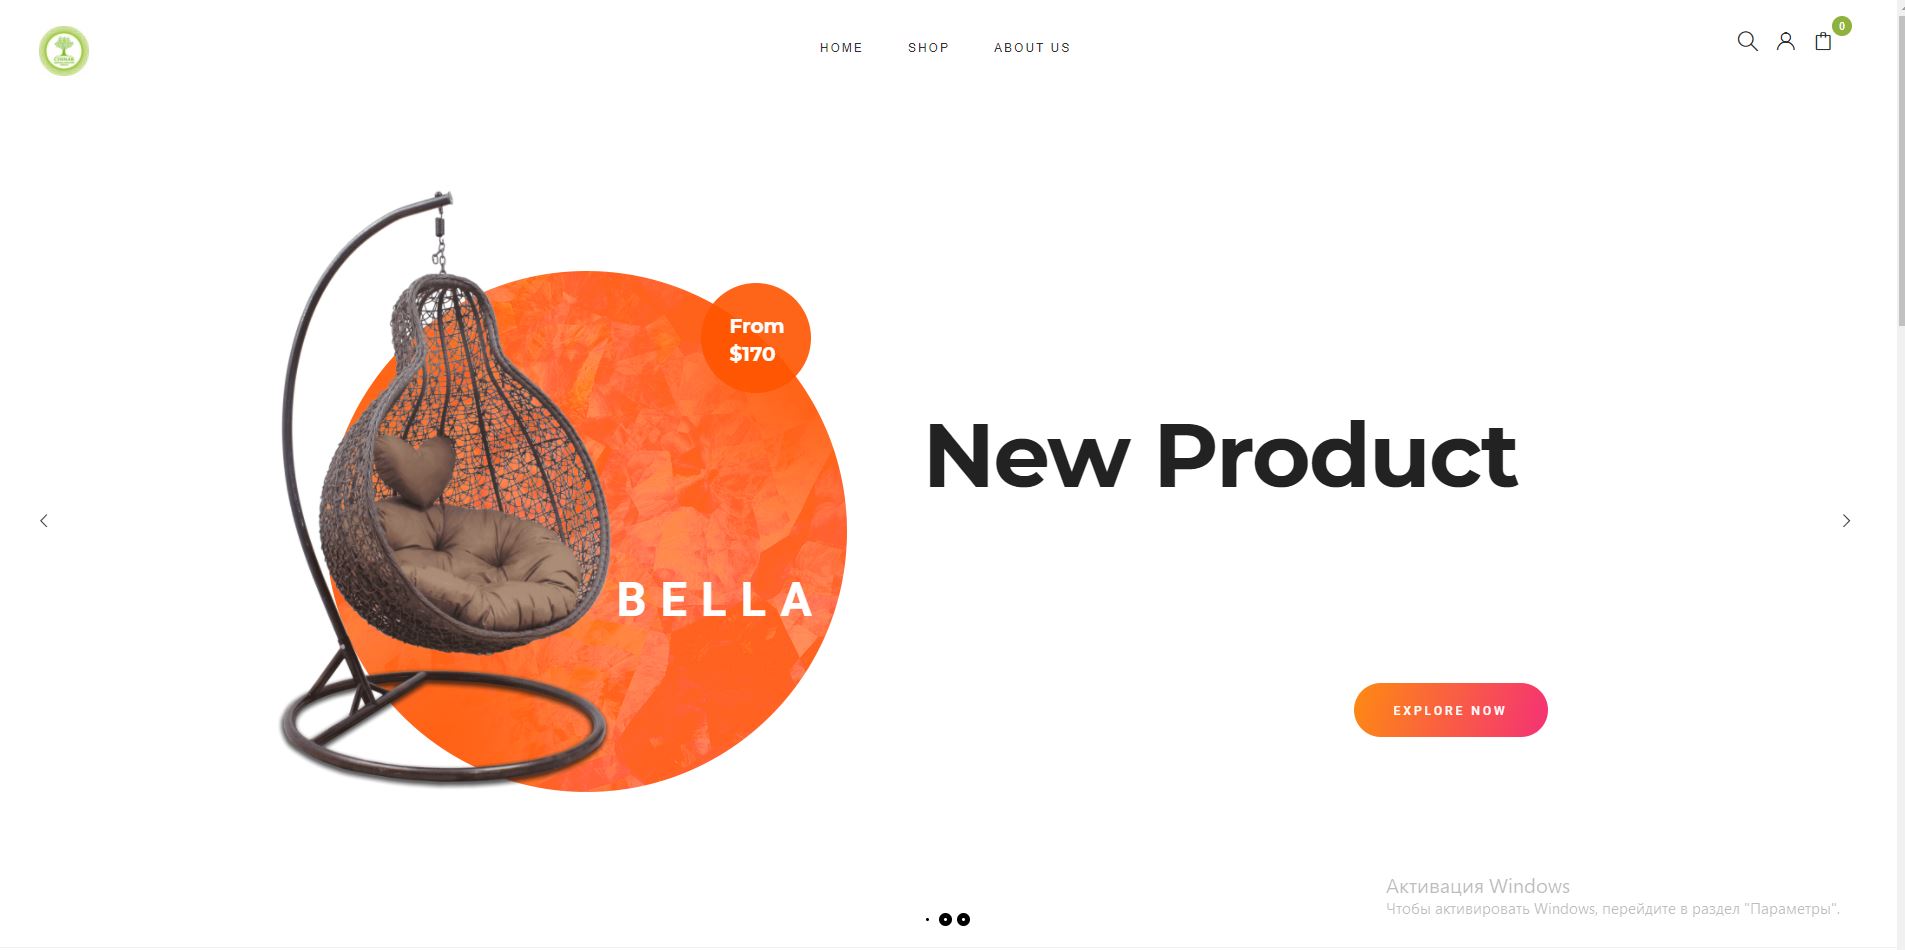 CHINAR
HOME
SHOP
ABOUT US
0
From
$170
New Product
BELLA
EXPLORE NOW
Активация Windows
Чтобы активировать Windows, перейдите в раздел "Параметры".